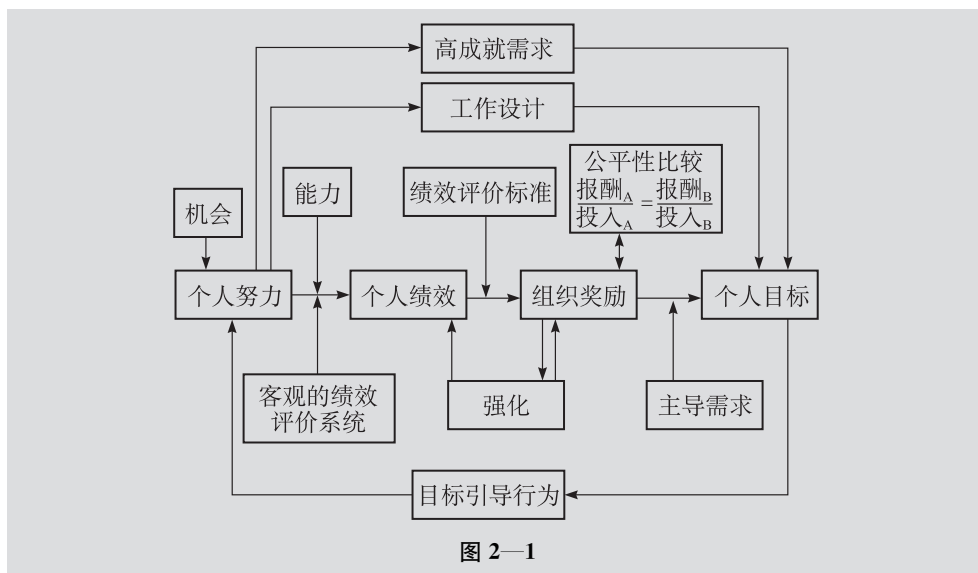 高成就需求
工作设计
公平性比较
报酬A = 报酬B
投入A 投入B
能力
绩效评价标准
机会
个人努力
个人绩效
组织奖励
个人目标
客观的绩效
评价系统
强化
主导需求
目标引导行为
图 2—1